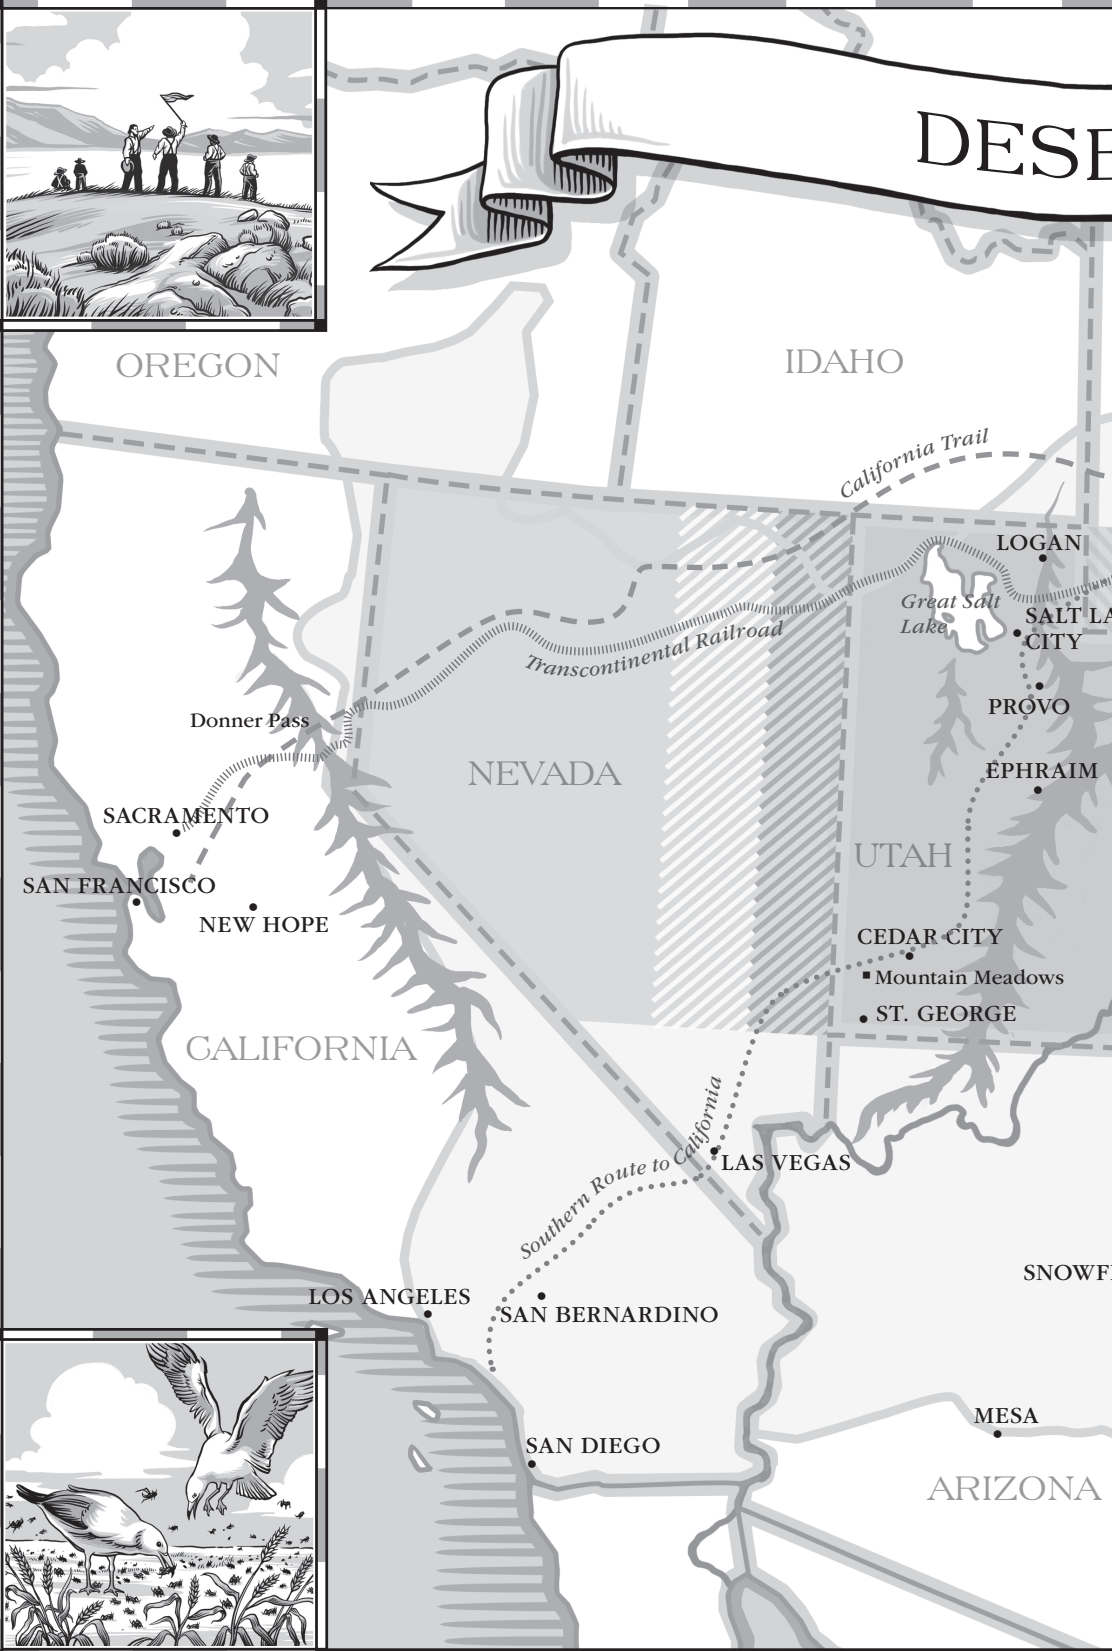 DESE
OREGON
IDAHO
California Trail
LOGAN
Great Salt
Lake
SALT LA
CITY
Transcontinental Railroad
PROVO
Donner Pass
NEVADA
EPHRAIM
SACRAMENTO
UTAH
SAN FRANCISCO
NEW HOPE
CEDAR CITY
Mountain Meadows
ST. GEORGE
CALIFORNIA
Southern Route to California
LAS VEGAS
SNOWF
LOS ANGELES
SAN BERNARDINO
MESA
SAN DIEGO
ARIZONA